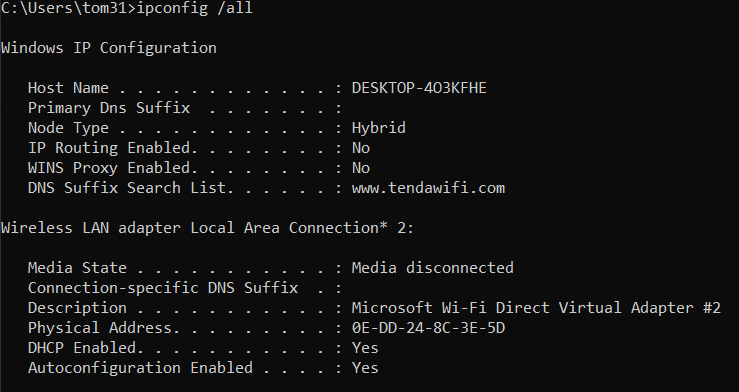 C:\Users\tom31>ipconfig /all
Windows IP Configuration
Host Name . . . . . . . . . . . . : DESKTOP-4O3KFHE
Primary Dns Suffix  . . . . . . . :
Node Type . . . . . . . . . . . . : Hybrid
IP Routing Enabled. . . . . . . . : No
WINS Proxy Enabled. . . . . . . . : No
DNS Suffix Search List. . . . . . : www.tendawifi.com
Wireless LAN adapter Local Area Connection* 2:
Media State . . . . . . . . . . . : Media disconnected
Connection-specific DNS Suffix  . :
Description . . . . . . . . . . . : Microsoft Wi-Fi Direct Virtual Adapter #2
Physical Address. . . . . . . . . : 0E-DD-24-8C-3E-5D
DHCP Enabled. . . . . . . . . . . : Yes
Autoconfiguration Enabled . . . . : Yes